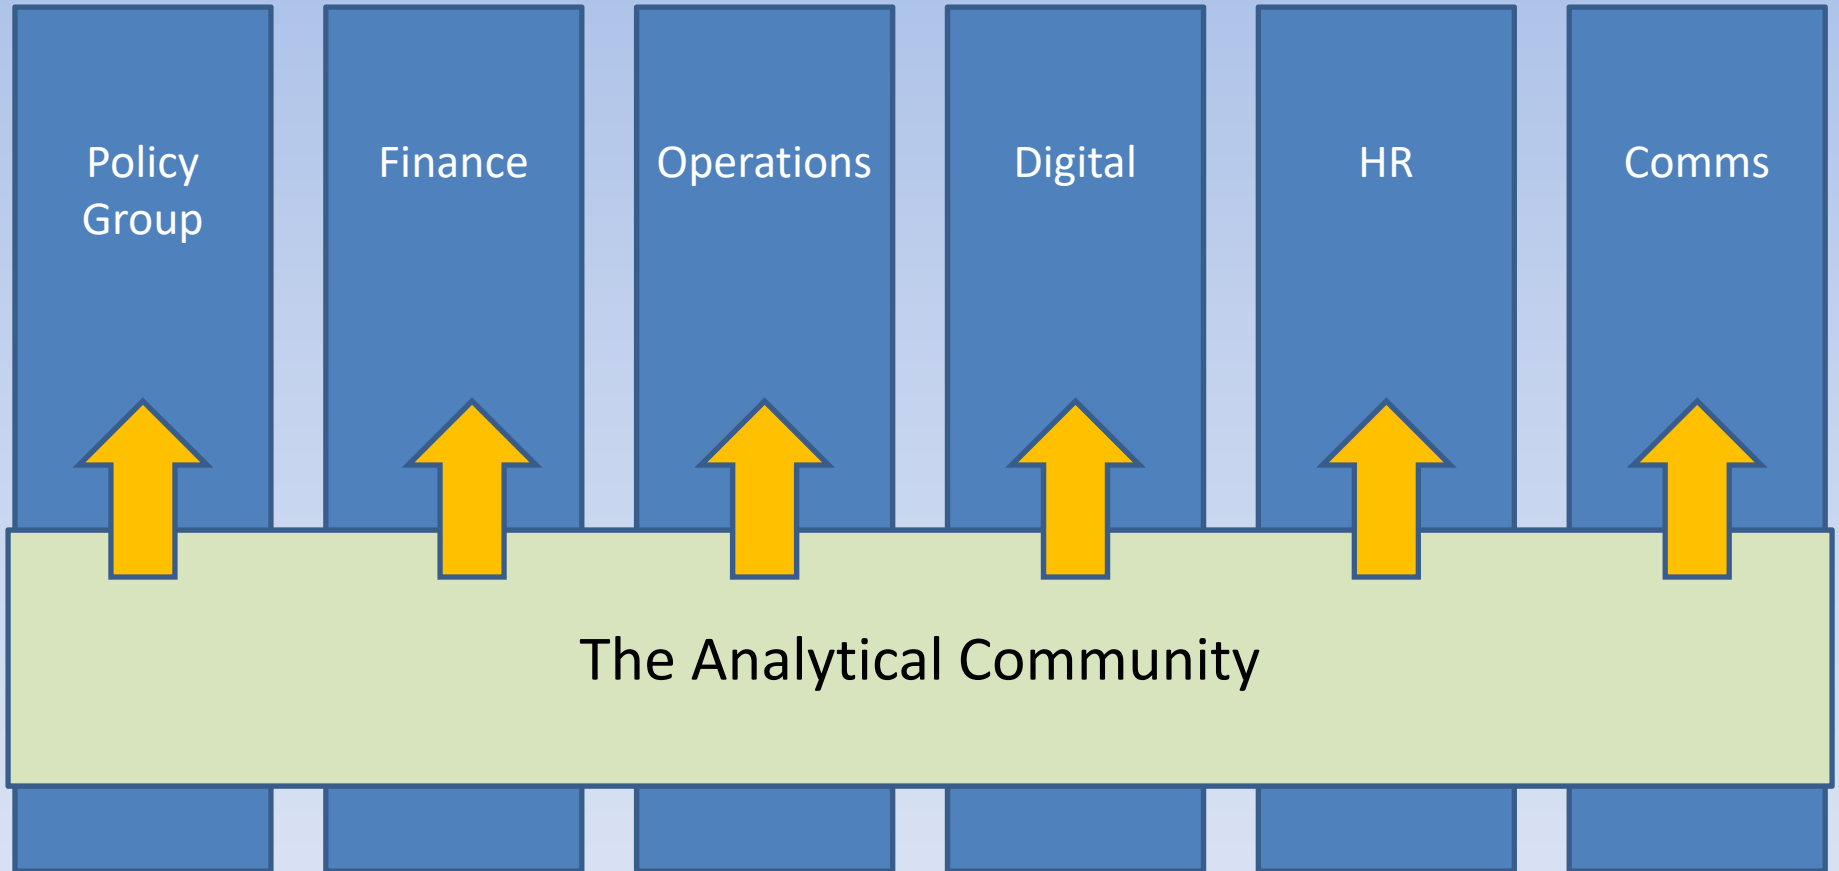 Policy
Group
Finance
Operations
Digital
HR
Comms
The Analytical Community